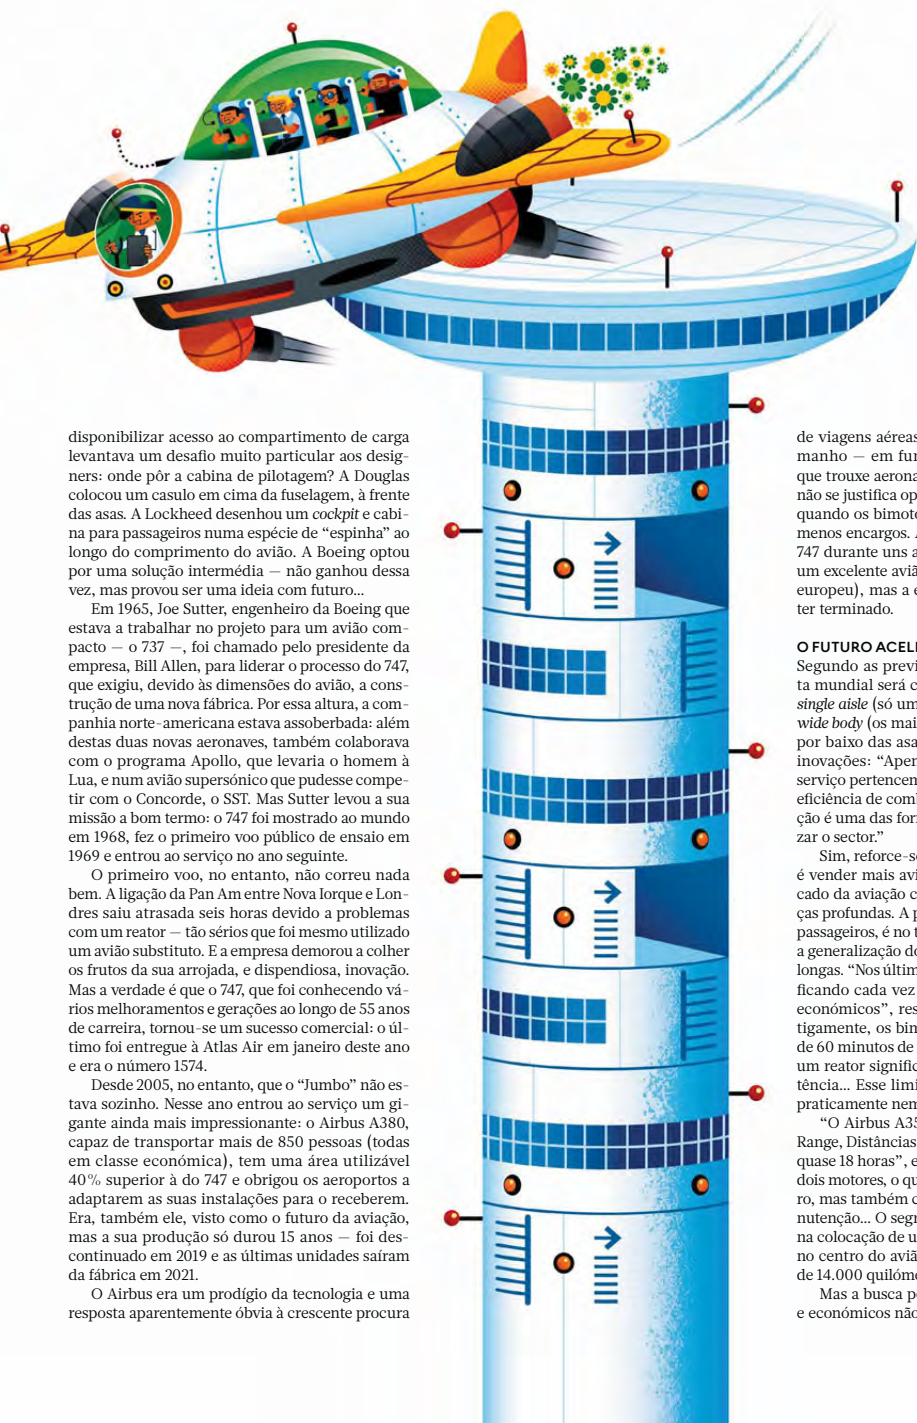 disponibilizar acesso ao compartimento de carga
levantava um desafio muito particular aos desig-
ners: onde pôr a cabina de pilotagem? A Douglas
colocou um casulo em cima da fuselagem, à frente
das asas. A Lockheed desenhou um cockpit e cabi-
na para passageiros numa espécie de “espinha” ao
longo do comprimento do avião. A Boeing optou
por uma solução intermédia — não ganhou dessa
vez, mas provou ser uma ideia com futuro...
Em 1965, Joe Sutter, engenheiro da Boeing que
estava a trabalhar no projeto para um avião com-
pacto — o 737 —, foi chamado pelo presidente da
empresa, Bill Allen, para liderar o processo do 747,
que exigiu, devido às dimensões do avião, a cons-
trução de uma nova fábrica. Por essa altura, a com-
panhia norte-americana estava assoberbada: além
destas duas novas aeronaves, também colaborava
com o programa Apollo, que levaria o homem à
Lua, e num avião supersónico que pudesse compe-
tir com o Concorde, o SST. Mas Sutter levou a sua
missão a bom termo: o 747 foi mostrado ao mundo
em 1968, fez o primeiro voo público de ensaio em
1969 e entrou ao serviço no ano seguinte.
O primeiro voo, no entanto, não correu nada
bem. A ligação da Pan Am entre Nova Iorque e Lon-
dres saiu atrasada seis horas devido a problemas
com um reator — tão sérios que foi mesmo utilizado
um avião substituto. E a empresa demorou a colher
os frutos da sua arrojada, e dispendiosa, inovação.
Mas a verdade é que o 747, que foi conhecendo vá-
rios melhoramentos e gerações ao longo de 55 anos
de carreira, tornou-se um sucesso comercial: o úl-
timo foi entregue à Atlas Air em janeiro deste ano
e era o número 1574.
Desde 2005, no entanto, que o “Jumbo” não es-
tava sozinho. Nesse ano entrou ao serviço um gi-
gante ainda mais impressionante: o Airbus A380,
capaz de transportar mais de 850 pessoas (todas
em classe económica), tem uma área utilizável
40% superior à do 747 e obrigou os aeroportos a
adaptarem as suas instalações para o receberem.
Era, também ele, visto como o futuro da aviação,
mas a sua produção só durou 15 anos — foi des-
continuado em 2019 e as últimas unidades saíram
da fábrica em 2021.
O Airbus era um prodígio da tecnologia e uma
resposta aparentemente óbvia à crescente procura
de viagens aéreas
manho — em fun
que trouxe aerona
não se justifica op
quando os bimoto
menos encargos. A
747 durante uns a
um excelente aviã
europeu), mas a e
ter terminado.
O FUTURO ACEL
Segundo as previ
ta mundial será c
single aisle (só um
wide body (os mai
por baixo das asa
inovações: “Apen
serviço pertencem
eficiência de comb
ção é uma das for
zar o sector.”
Sim, reforce-se
é vender mais avi
cado da aviação c
ças profundas. A p
passageiros, é no t
a generalização do
longas. “Nos últim
ficando cada vez
económicos”, res
tigamente, os bim
de 60 minutos de
um reator signific
tência... Esse limi
praticamente nem
“O Airbus A35
Range, Distâncias
quase 18 horas”, e
dois motores, o qu
ro, mas também c
nutenção... O segr
na colocação de u
no centro do aviã
de 14.000 quilóme
Mas a busca po
e económicos não